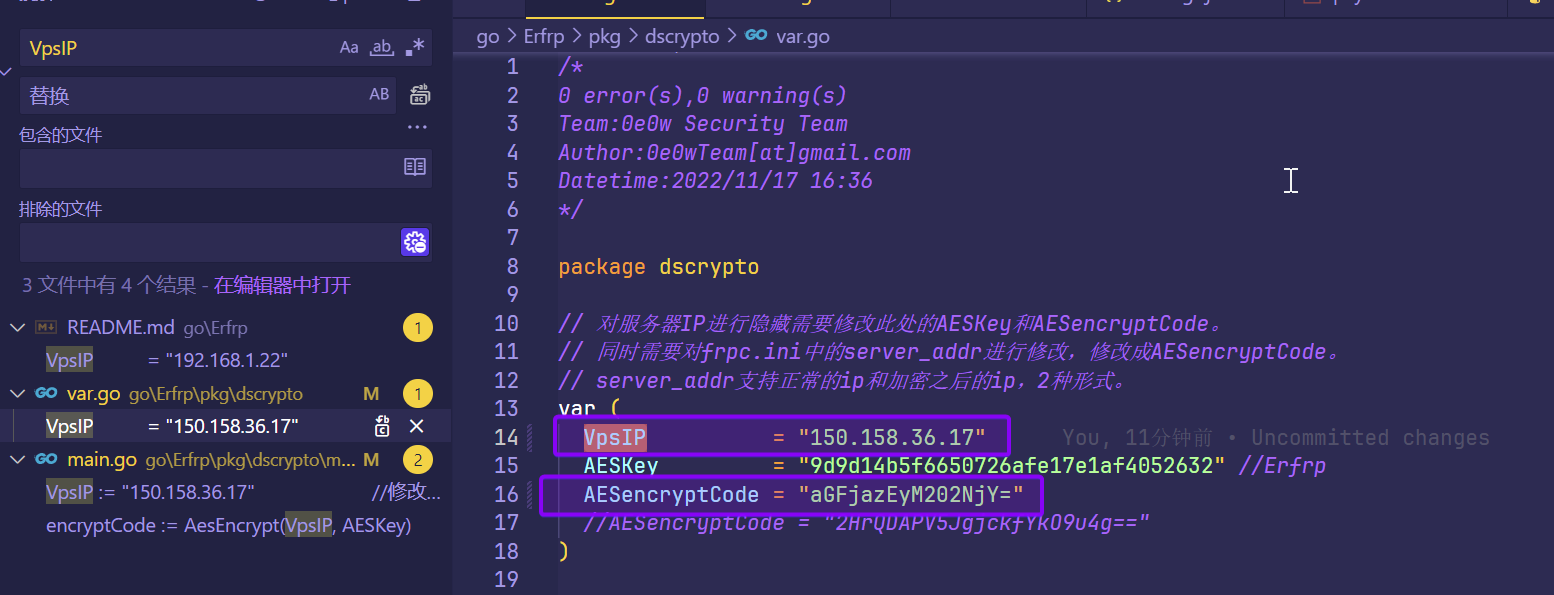 VpsIP Aa ab
替换 AB
包含的文件
排除的文件
3 文件中有 4 个结果 - 在编辑器中打开
README.md go\Erfrp 1
VpsIP = "192.168.1.22"
var.go go\Erfrp\pkg\dscrypto M 1
VpsIP = "150.158.36.17"
main.go go\Erfrp\pkg\dscrypto\m... M 2
VpsIP := "150.158.36.17" //修改...
encryptCode := AesEncrypt(VpsIP, AESKey)
go > Erfrp > pkg > dscrypto > GO var.go
1 /*
2 0 error(s),0 warning(s)
3 Team:0e0w Security Team
4 Author:0e0wTeam[at]gmail.com
5 Datetime:2022/11/17 16:36
6 */
7
8 package dscrypto
9
10 // 对服务器IP进行隐藏需要修改此处的AESKey和AESencryptCode。
11 // 同时需要对frpc.ini中的server_addr进行修改，修改成AESencryptCode。
12 // server_addr支持正常的ip和加密之后的ip，2种形式。
13 var (
14 VpsIP = "150.158.36.17" You, 11分钟前 • Uncommitted changes
15 AESKey = "9d9d14b5f6650726afe17e1af4052632" //Erfrp
16 AESencryptCode = "aGFjazEyM202NjY="
17 //AESencryptCode = "2HrQDAPV5JgjckfYkO9u4g=="
18 )
19